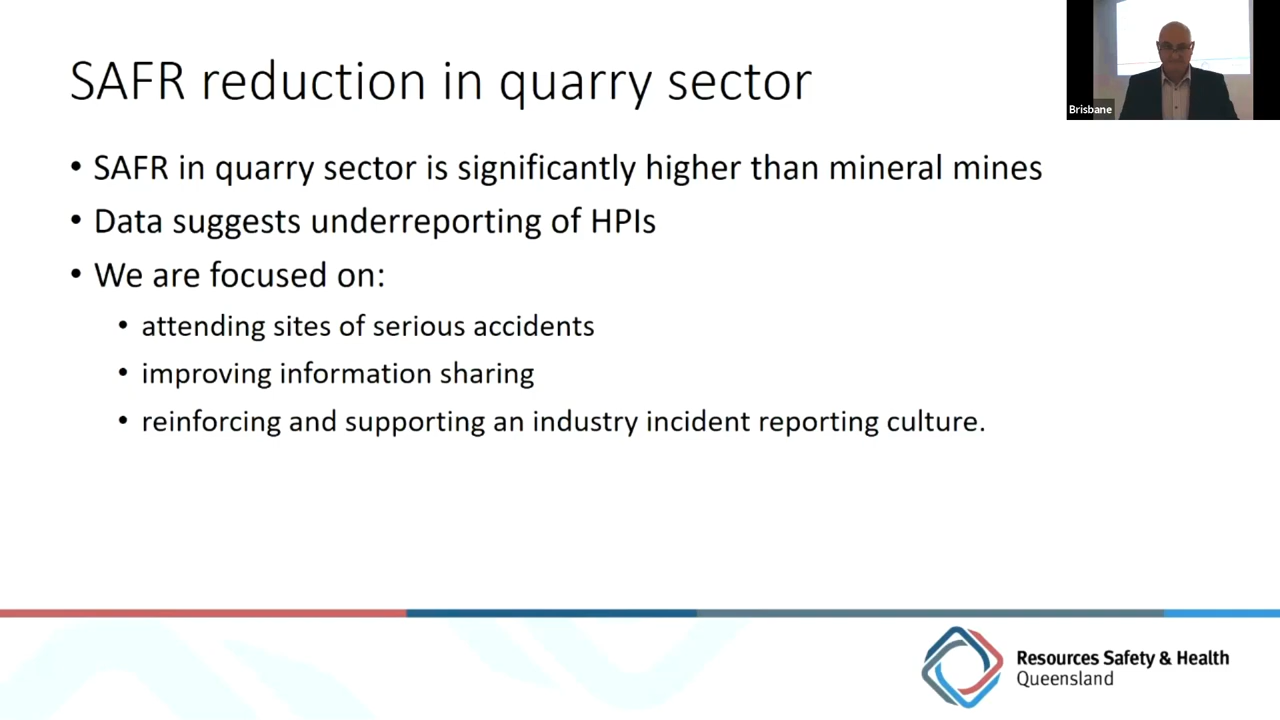 SAFR reduction in quarry sector
Brisbane
• SAFR in quarry sector is significantly higher than mineral mines
• Data suggests underreporting of HPIs
• We are focused on:
• attending sites of serious accidents
• improving information sharing
• reinforcing and supporting an industry incident reporting culture.
Resources Safety & Health
Queensland